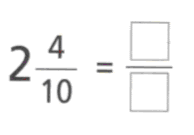 2 4/10 = □/□